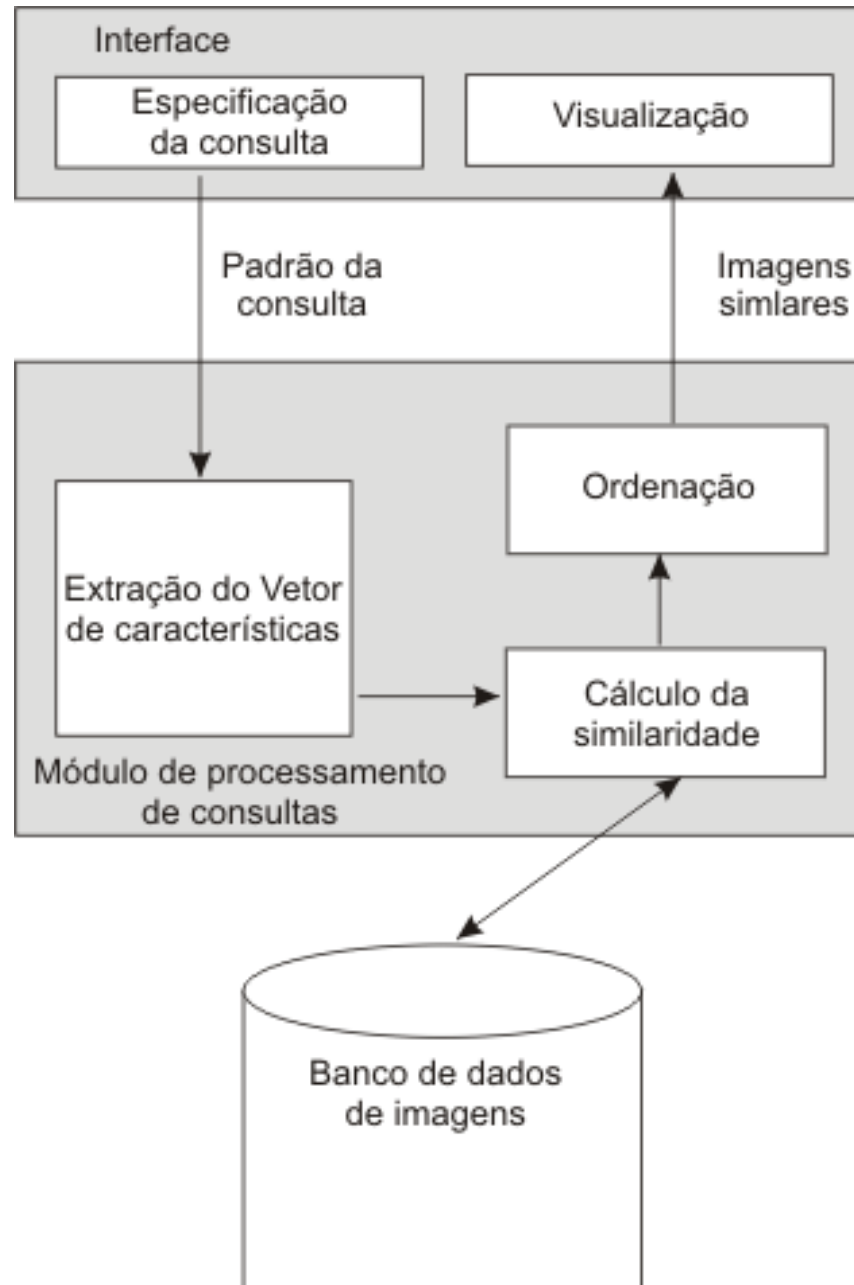 Interface
Especificação
da consulta
Visualização
Padrão da
consulta
Imagens
simlares
Ordenação
Extração do Vetor
de características
Cálculo da
similaridade
Módulo de processamento
de consultas
Banco de dados
de imagens